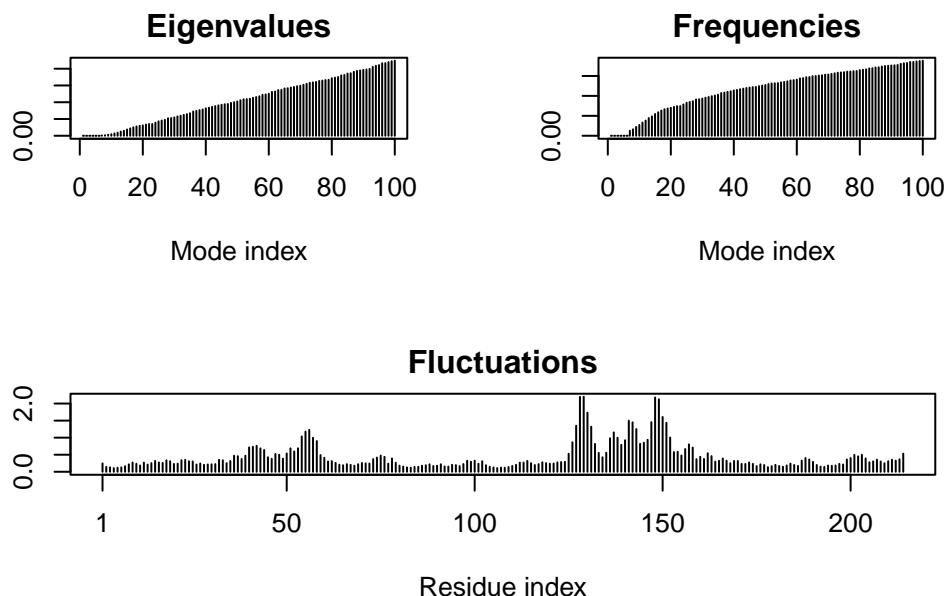 Eigenvalues
0.00
0 20 40 60 80 100
Mode index
Frequencies
0.00
0 20 40 60 80 100
Mode index
Fluctuations
2.0
0.0
1 50 100 150 200
Residue index